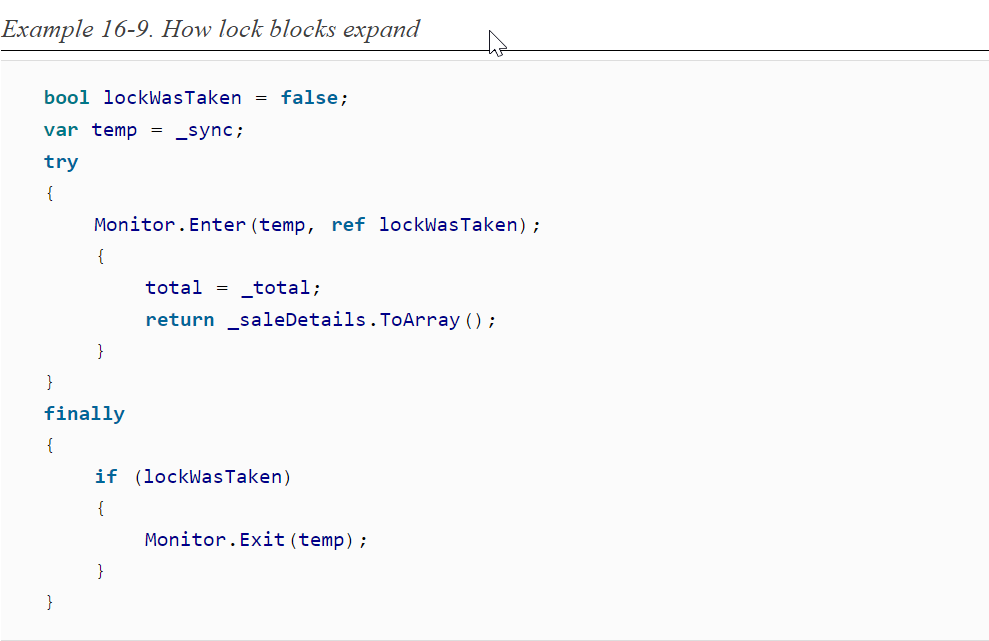 Example 16-9. How lock blocks expand
bool lockWasTaken = false;
var temp = _sync;
try
{
Monitor.Enter(temp, ref lockWasTaken);
{
total = _total;
return _saleDetails.ToArray();
}
}
finally
{
if (lockWasTaken)
{
Monitor.Exit(temp);
}
}